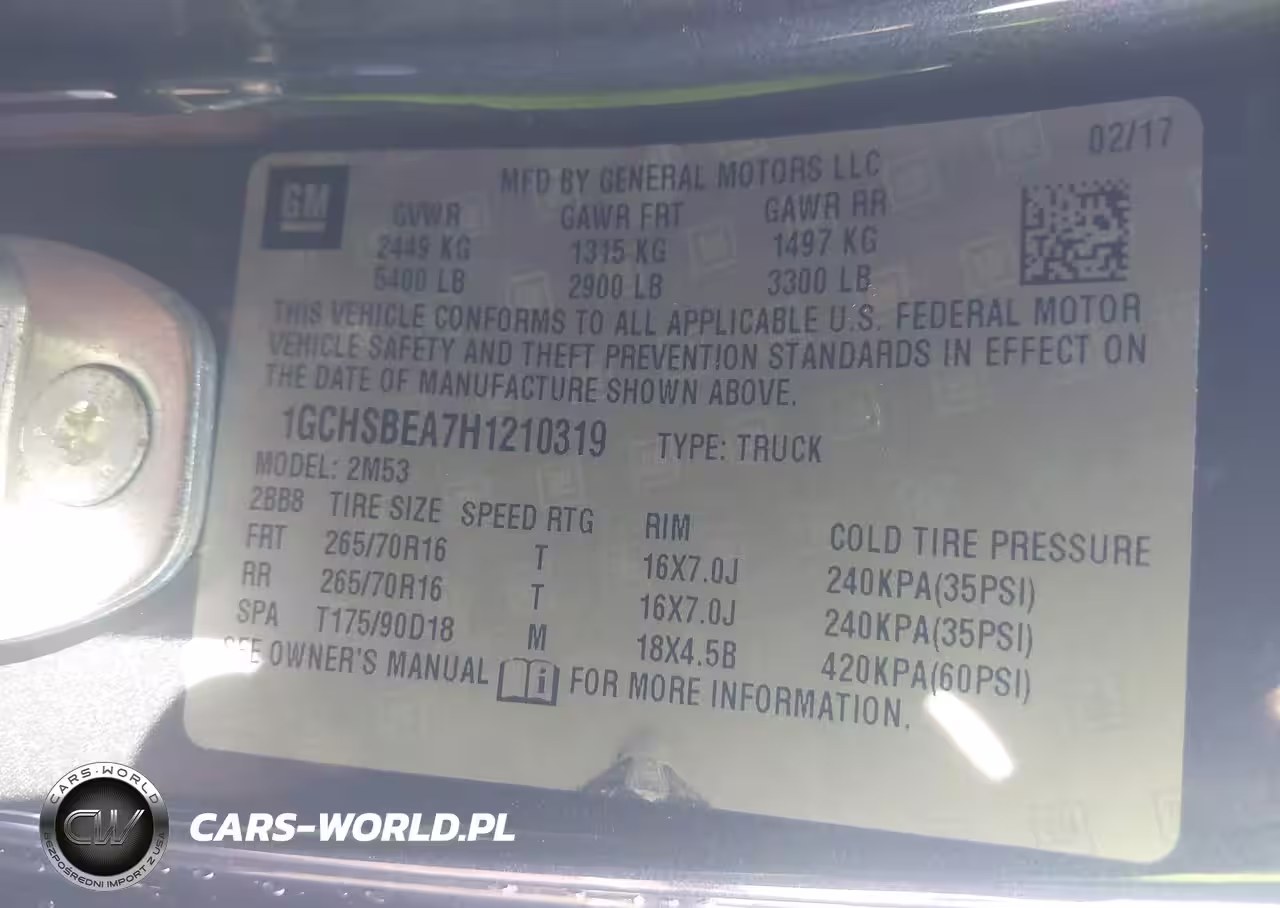 02/17
GM
MFD BY GENERAL MOTORS LLC
GVWR GAWR FRT GAWR RR
2449 KG 1315 KG 1497 KG
5400 LB 2900 LB 3300 LB
THIS VEHICLE CONFORMS TO ALL APPLICABLE U.S. FEDERAL MOTOR
VEHICLE SAFETY AND THEFT PREVENTION STANDARDS IN EFFECT ON
THE DATE OF MANUFACTURE SHOWN ABOVE.
1GCHSBEA7H1210319 TYPE: TRUCK
MODEL: 2M53
2BB8 TIRE SIZE SPEED RTG RIM COLD TIRE PRESSURE
FRT 265/70R16 T 16X7.0J 240KPA(35PSI)
RR 265/70R16 T 16X7.0J 240KPA(35PSI)
SPA T175/90D18 M 18X4.5B 420KPA(60PSI)
SEE OWNER'S MANUAL FOR MORE INFORMATION.
CARS-WORLD
CW
BEZPOŚREDNI IMPORT Z USA
CARS-WORLD.PL